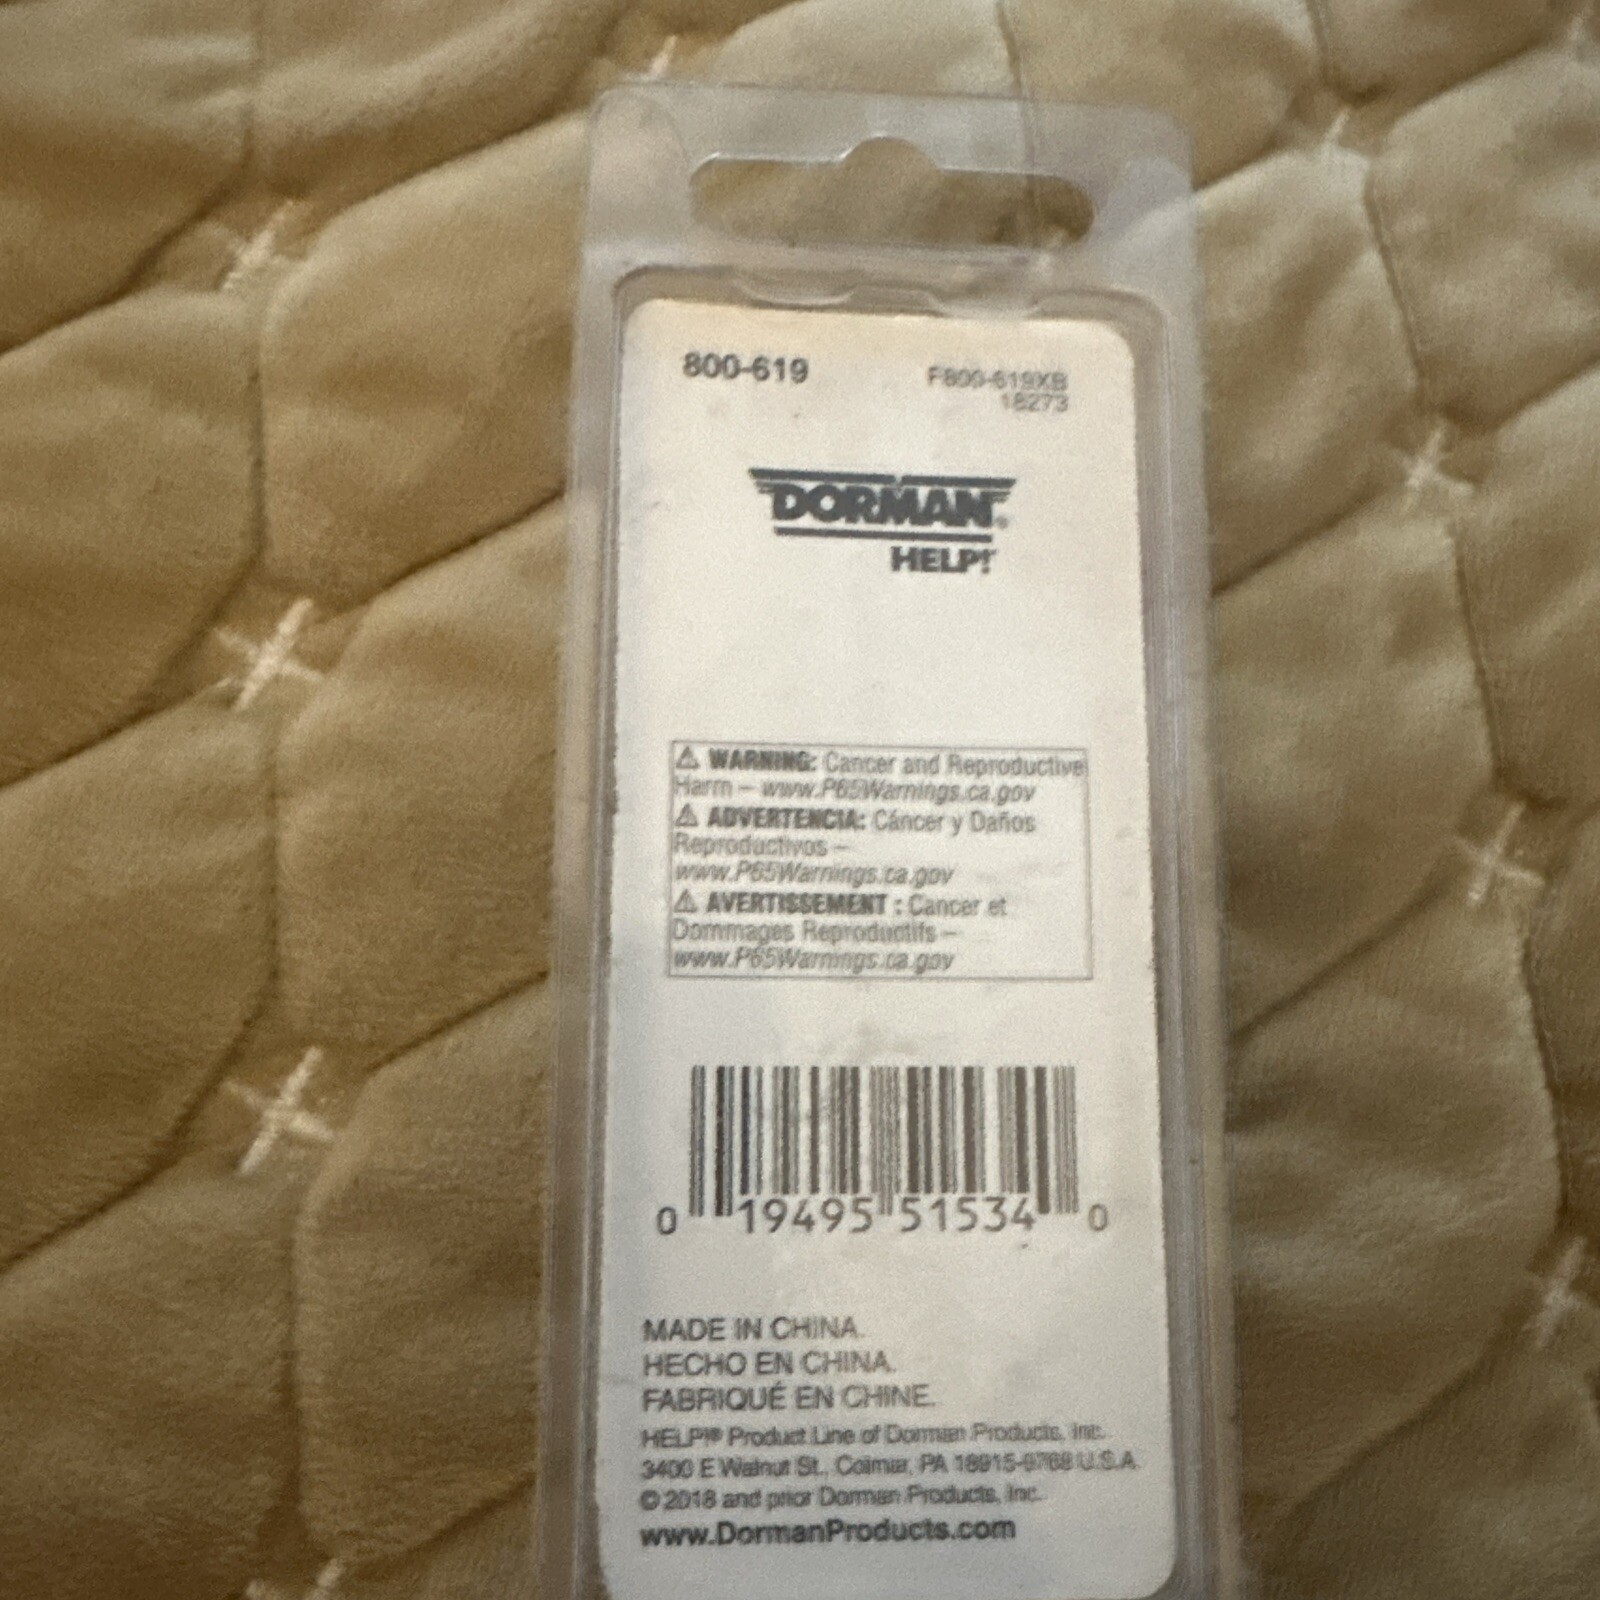 800-619
F800-619XB
18273
DORMAN®
HELP!®
⚠ WARNING: Cancer and Reproductive
Harm – www.P65Warnings.ca.gov
⚠ ADVERTENCIA: Cáncer y Daños
Reproductivos –
www.P65Warnings.ca.gov
⚠ AVERTISSEMENT : Cancer et
Dommages Reproductifs –
www.P65Warnings.ca.gov
0 19495 51534 0
MADE IN CHINA.
HECHO EN CHINA.
FABRIQUÉ EN CHINE.
HELP!® Product Line of Dorman Products, Inc.
3400 E Walnut St., Colmar, PA 18915-9768 U.S.A.
© 2018 and prior Dorman Products, Inc.
www.DormanProducts.com